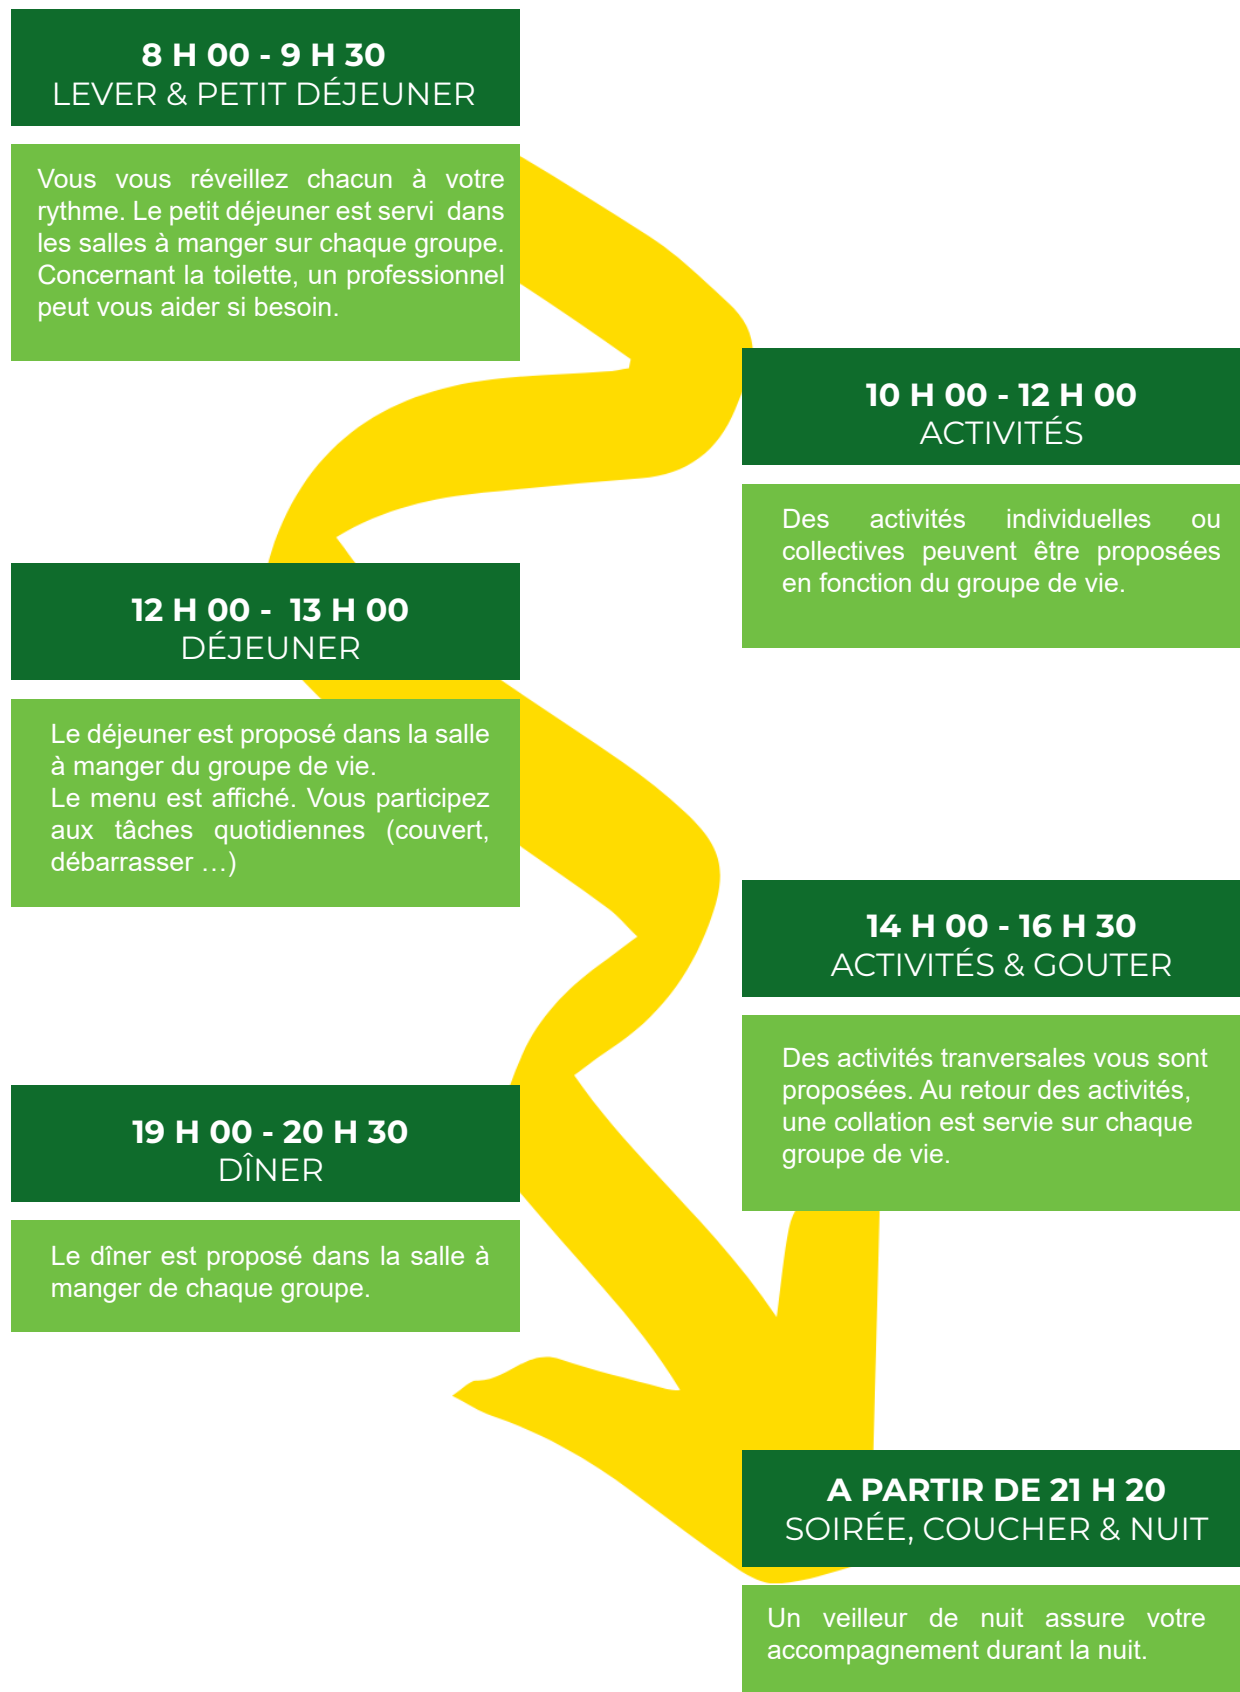 8 H 00 - 9 H 30
LEVER & PETIT DÉJEUNER
Vous vous réveillez chacun à votre
rythme. Le petit déjeuner est servi dans
les salles à manger sur chaque groupe.
Concernant la toilette, un professionnel
peut vous aider si besoin.
10 H 00 - 12 H 00
ACTIVITÉS
Des activités individuelles ou
collectives peuvent être proposées
en fonction du groupe de vie.
12 H 00 - 13 H 00
DÉJEUNER
Le déjeuner est proposé dans la salle
à manger du groupe de vie.
Le menu est affiché. Vous participez
aux tâches quotidiennes (couvert,
débarrasser …)
14 H 00 - 16 H 30
ACTIVITÉS & GOUTER
Des activités tranversales vous sont
proposées. Au retour des activités,
une collation est servie sur chaque
groupe de vie.
19 H 00 - 20 H 30
DÎNER
Le dîner est proposé dans la salle à
manger de chaque groupe.
A PARTIR DE 21 H 20
SOIRÉE, COUCHER & NUIT
Un veilleur de nuit assure votre
accompagnement durant la nuit.